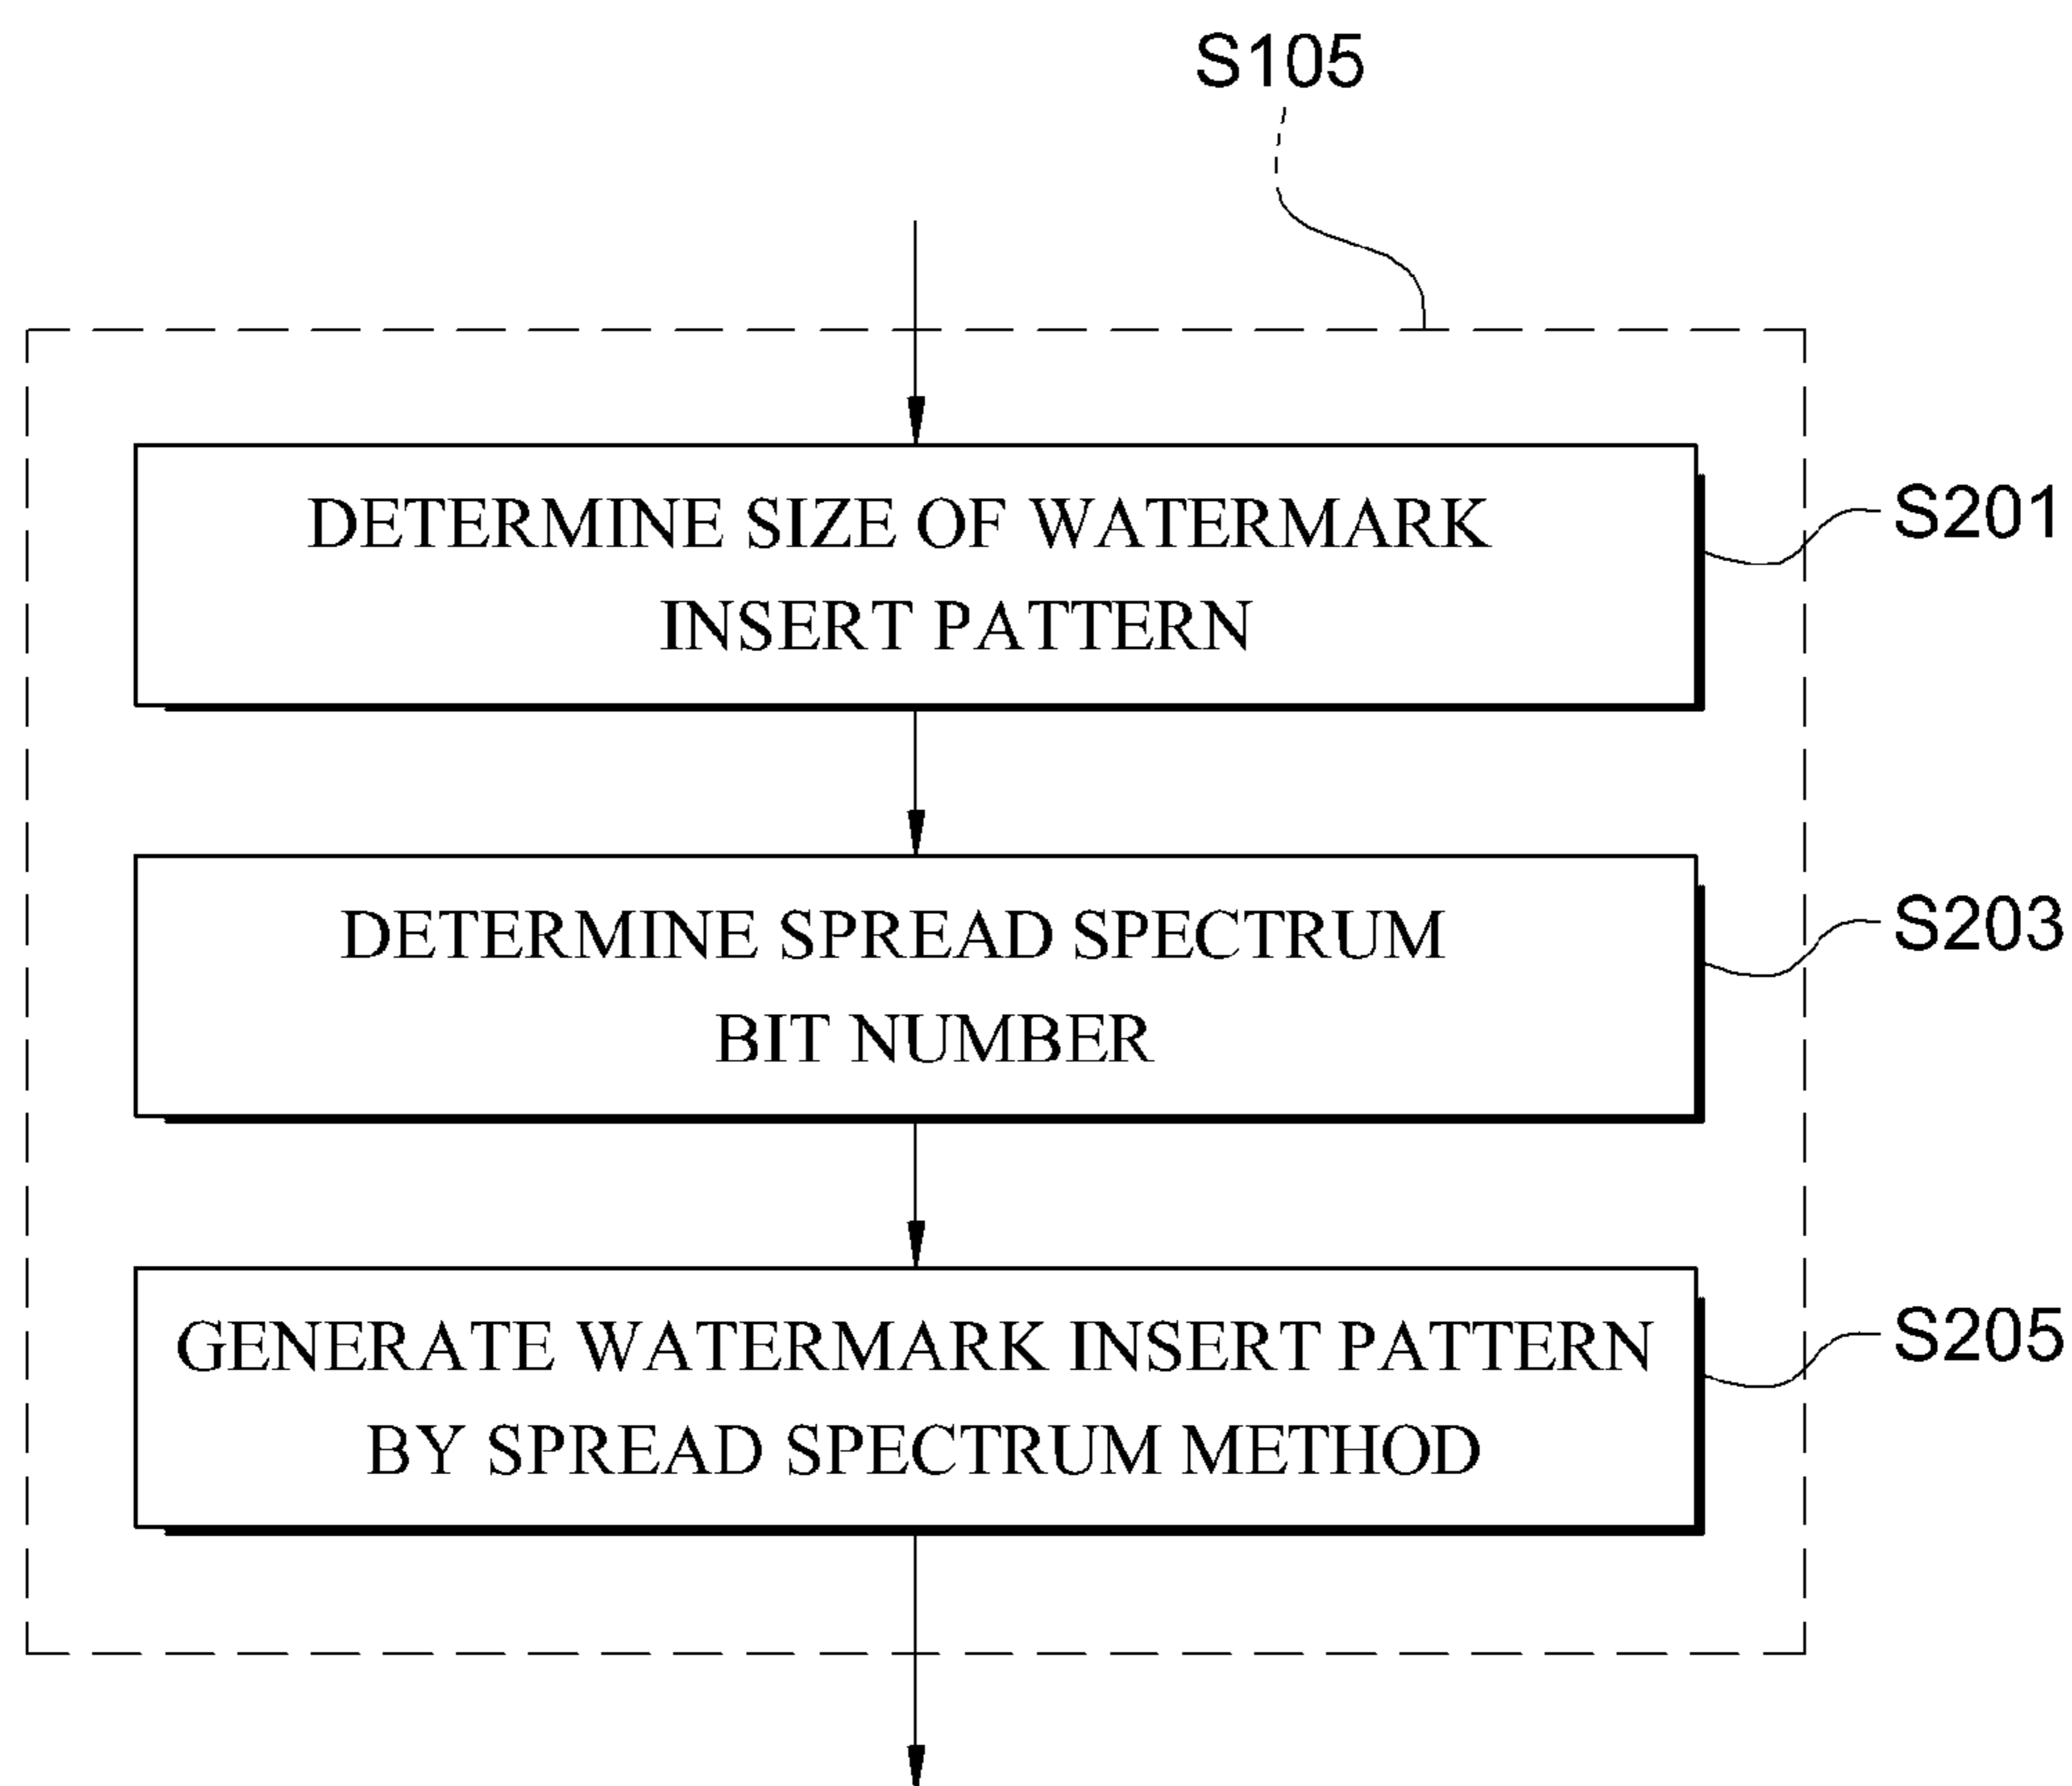 S105
DETERMINE SIZE OF WATERMARK
INSERT PATTERN
S201
DETERMINE SPREAD SPECTRUM
BIT NUMBER
S203
GENERATE WATERMARK INSERT PATTERN
BY SPREAD SPECTRUM METHOD
S205